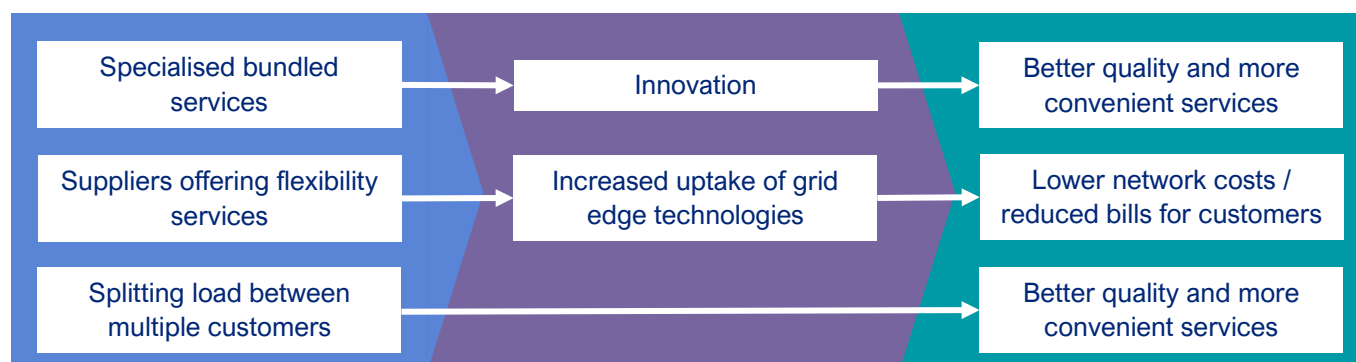 Specialised bundled
services
Innovation
Better quality and more
convenient services
Suppliers offering flexibility
services
Increased uptake of grid
edge technologies
Lower network costs /
reduced bills for customers
Splitting load between
multiple customers
Better quality and more
convenient services